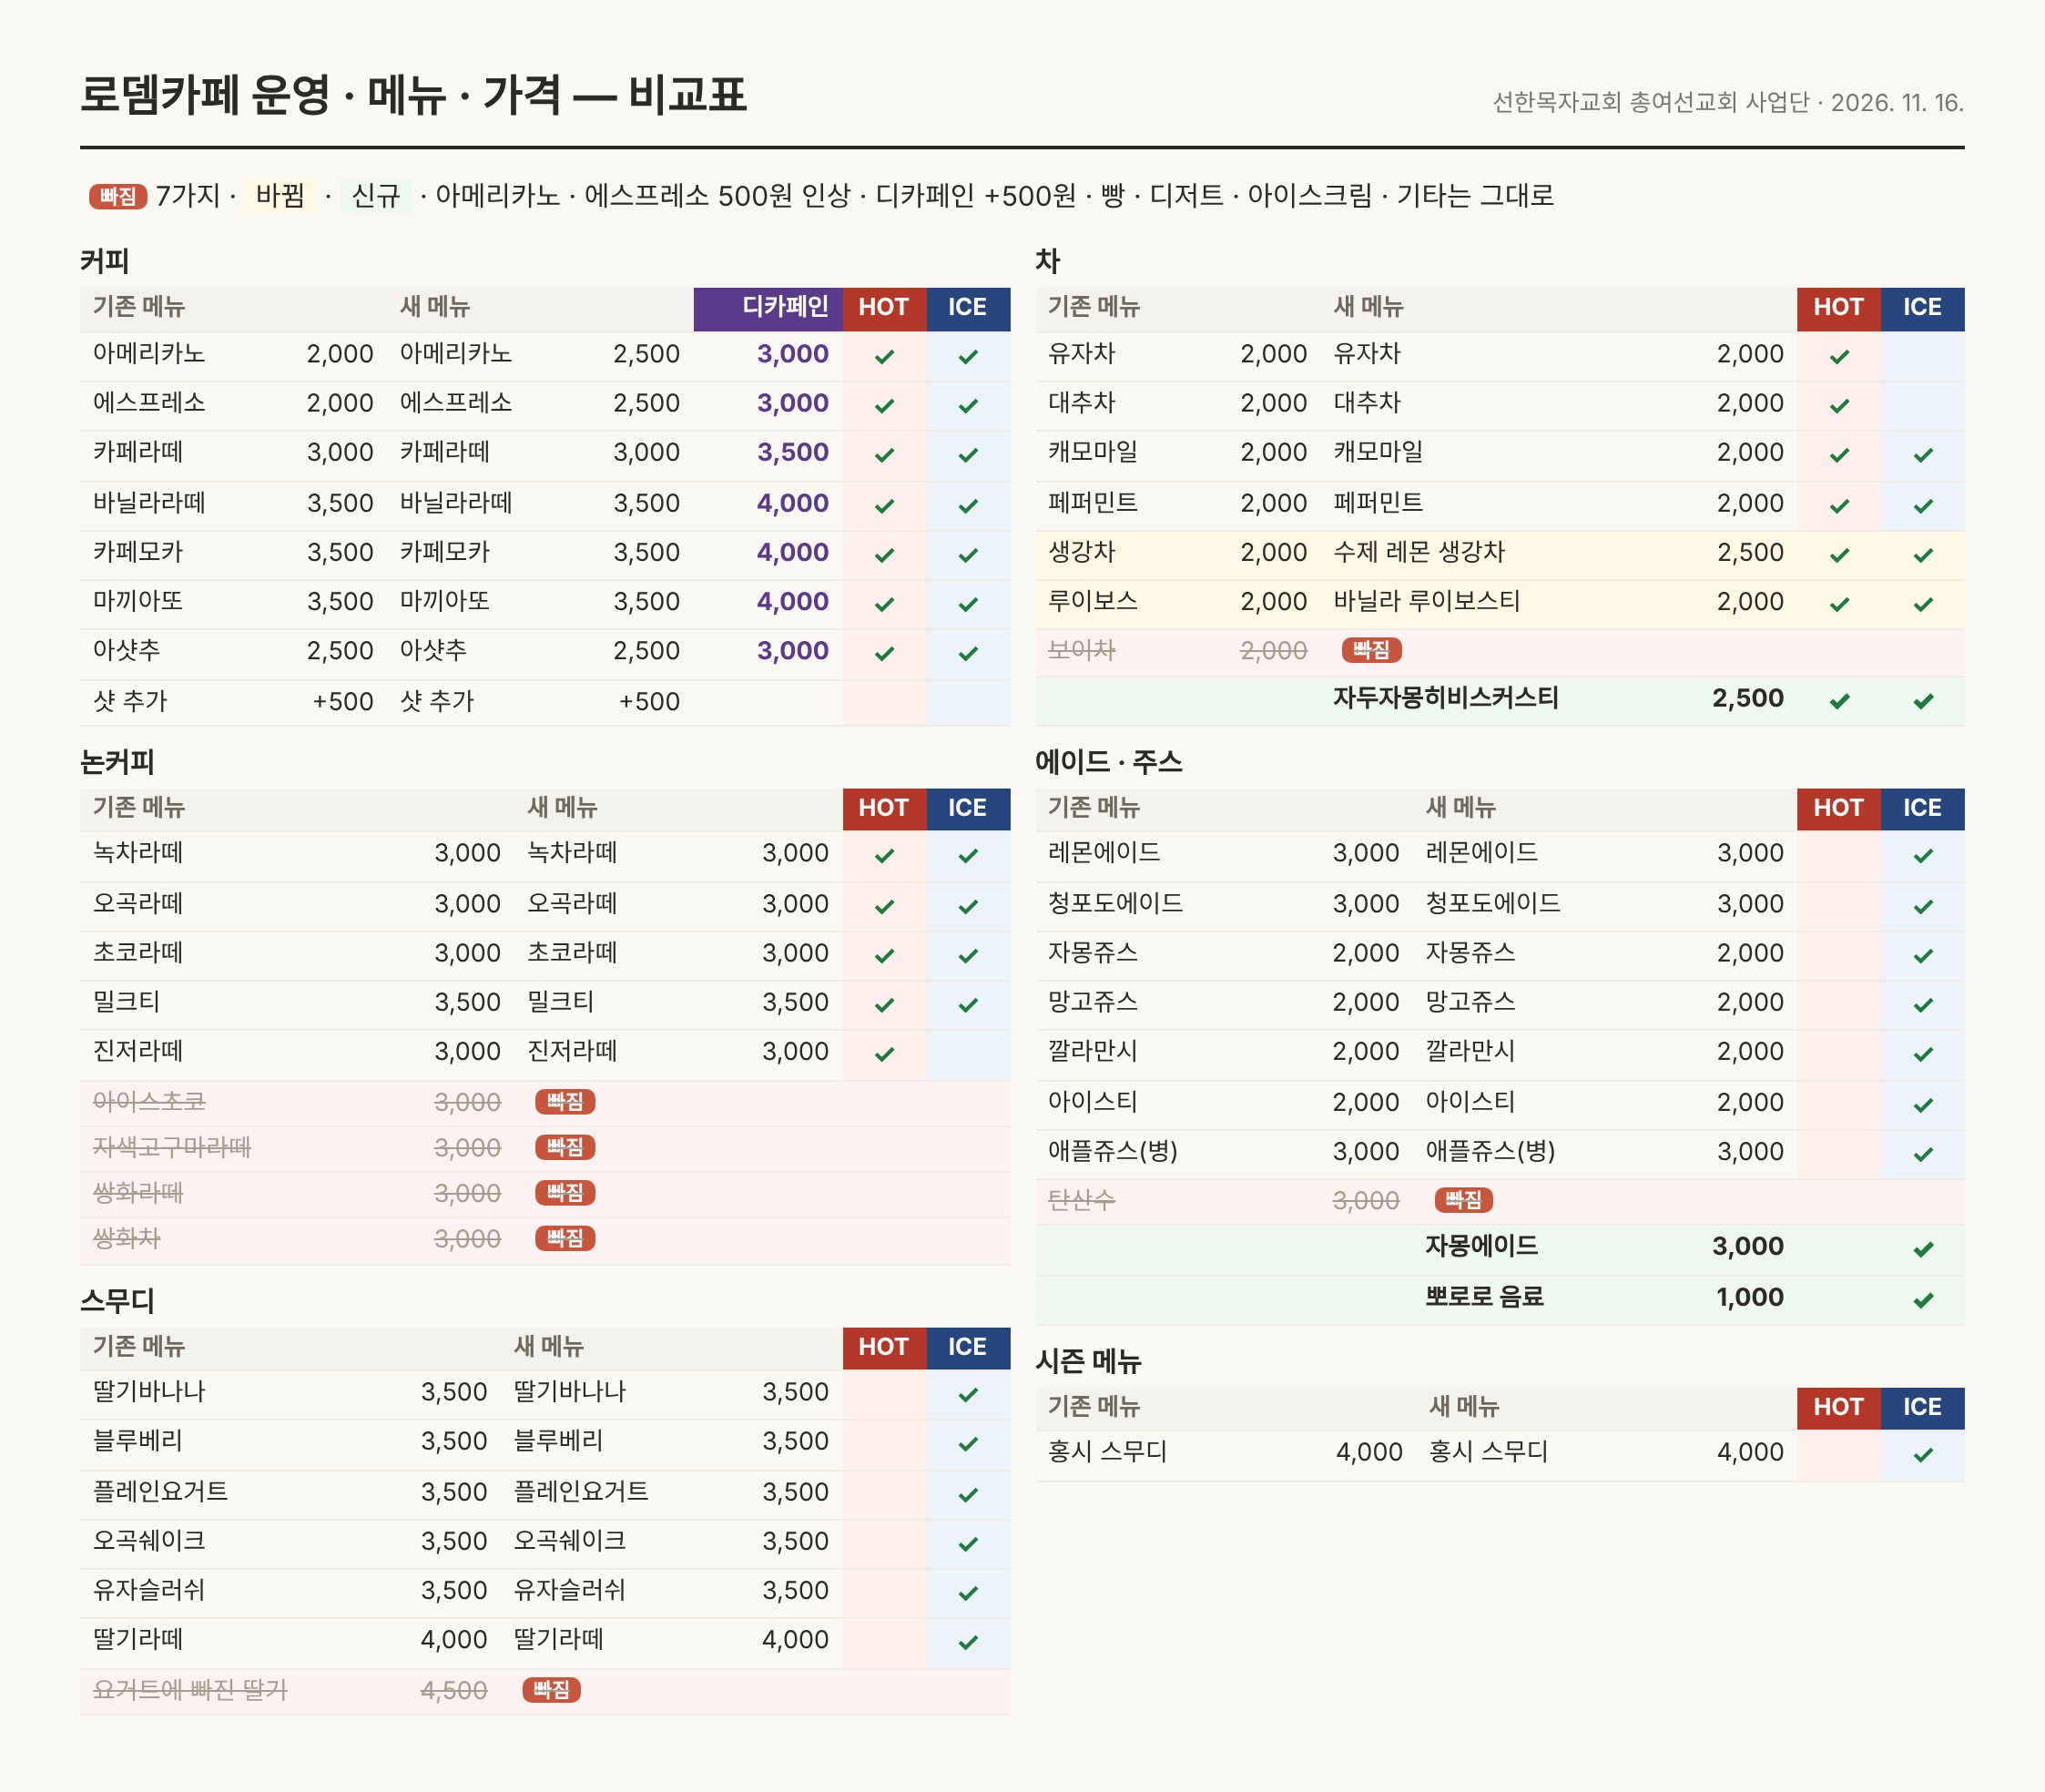 로뎀카페 운영 · 메뉴 · 가격 — 비교표
선한목자교회 총여선교회 사업단 · 2026. 11. 16.
빠짐 7가지 · 바뀜 · 신규 · 아메리카노 · 에스프레소 500원 인상 · 디카페인 +500원 · 빵 · 디저트 · 아이스크림 · 기타는 그대로
커피
기존 메뉴 새 메뉴 디카페인 HOT ICE
아메리카노 2,000 아메리카노 2,500 3,000 ✓ ✓
에스프레소 2,000 에스프레소 2,500 3,000 ✓ ✓
카페라떼 3,000 카페라떼 3,000 3,500 ✓ ✓
바닐라라떼 3,500 바닐라라떼 3,500 4,000 ✓ ✓
카페모카 3,500 카페모카 3,500 4,000 ✓ ✓
마끼아또 3,500 마끼아또 3,500 4,000 ✓ ✓
아샷추 2,500 아샷추 2,500 3,000 ✓ ✓
샷 추가 +500 샷 추가 +500
논커피
기존 메뉴 새 메뉴 HOT ICE
녹차라떼 3,000 녹차라떼 3,000 ✓ ✓
오곡라떼 3,000 오곡라떼 3,000 ✓ ✓
초코라떼 3,000 초코라떼 3,000 ✓ ✓
밀크티 3,500 밀크티 3,500 ✓ ✓
진저라떼 3,000 진저라떼 3,000 ✓
아이스초코 3,000 빠짐
자색고구마라떼 3,000 빠짐
쌍화라떼 3,000 빠짐
쌍화차 3,000 빠짐
스무디
기존 메뉴 새 메뉴 HOT ICE
딸기바나나 3,500 딸기바나나 3,500 ✓
블루베리 3,500 블루베리 3,500 ✓
플레인요거트 3,500 플레인요거트 3,500 ✓
오곡쉐이크 3,500 오곡쉐이크 3,500 ✓
유자슬러쉬 3,500 유자슬러쉬 3,500 ✓
딸기라떼 4,000 딸기라떼 4,000 ✓
요거트에 빠진 딸기 4,500 빠짐
차
기존 메뉴 새 메뉴 HOT ICE
유자차 2,000 유자차 2,000 ✓
대추차 2,000 대추차 2,000 ✓
캐모마일 2,000 캐모마일 2,000 ✓ ✓
페퍼민트 2,000 페퍼민트 2,000 ✓ ✓
생강차 2,000 수제 레몬 생강차 2,500 ✓ ✓
루이보스 2,000 바닐라 루이보스티 2,000 ✓ ✓
보이차 2,000 빠짐
자두자몽히비스커스티 2,500 ✓ ✓
에이드 · 주스
기존 메뉴 새 메뉴 HOT ICE
레몬에이드 3,000 레몬에이드 3,000 ✓
청포도에이드 3,000 청포도에이드 3,000 ✓
자몽쥬스 2,000 자몽쥬스 2,000 ✓
망고쥬스 2,000 망고쥬스 2,000 ✓
깔라만시 2,000 깔라만시 2,000 ✓
아이스티 2,000 아이스티 2,000 ✓
애플쥬스(병) 3,000 애플쥬스(병) 3,000 ✓
탄산수 3,000 빠짐
자몽에이드 3,000 ✓
뽀로로 음료 1,000 ✓
시즌 메뉴
기존 메뉴 새 메뉴 HOT ICE
홍시 스무디 4,000 홍시 스무디 4,000 ✓